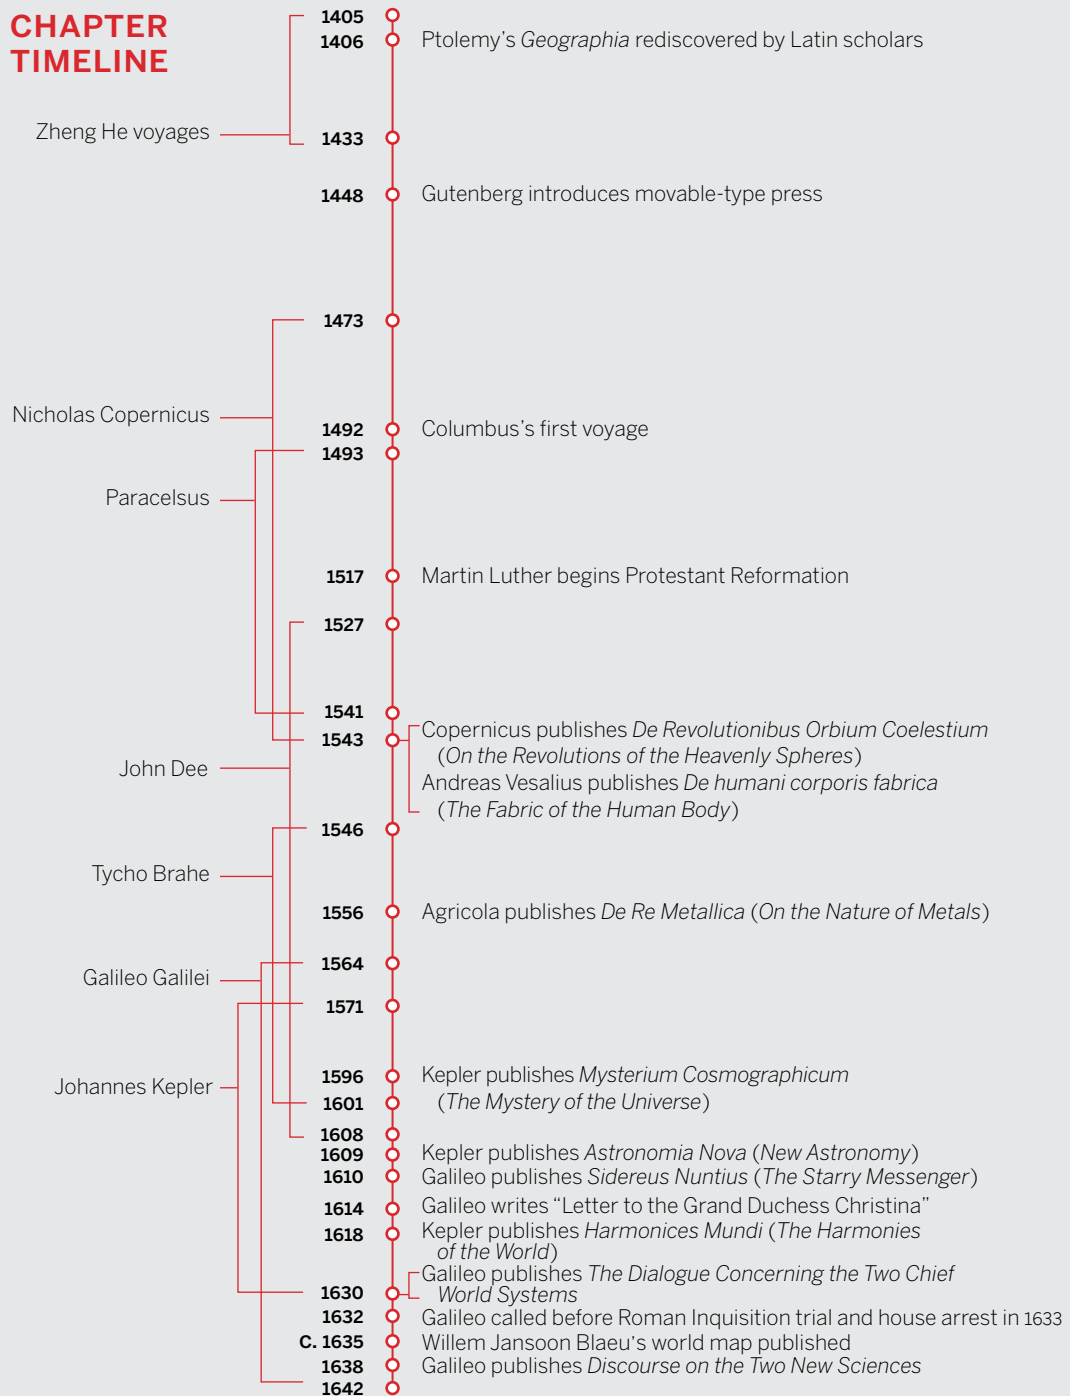 CHAPTER
TIMELINE
1405
1406 Ptolemy's Geographia rediscovered by Latin scholars
Zheng He voyages
1433
1448 Gutenberg introduces movable-type press
1473
Nicholas Copernicus
1492 Columbus's first voyage
1493
Paracelsus
1517 Martin Luther begins Protestant Reformation
1527
1541
1543 Copernicus publishes De Revolutionibus Orbium Coelestium
(On the Revolutions of the Heavenly Spheres)
John Dee
Andreas Vesalius publishes De humani corporis fabrica
(The Fabric of the Human Body)
1546
Tycho Brahe
1556 Agricola publishes De Re Metallica (On the Nature of Metals)
1564
Galileo Galilei
1571
Johannes Kepler
1596 Kepler publishes Mysterium Cosmographicum
(The Mystery of the Universe)
1601
1608
1609 Kepler publishes Astronomia Nova (New Astronomy)
1610 Galileo publishes Sidereus Nuntius (The Starry Messenger)
1614 Galileo writes "Letter to the Grand Duchess Christina"
1618 Kepler publishes Harmonices Mundi (The Harmonies
of the World)
1630 Galileo publishes The Dialogue Concerning the Two Chief
World Systems
1632 Galileo called before Roman Inquisition trial and house arrest in 1633
C. 1635 Willem Jansoon Blaeu's world map published
1638 Galileo publishes Discourse on the Two New Sciences
1642